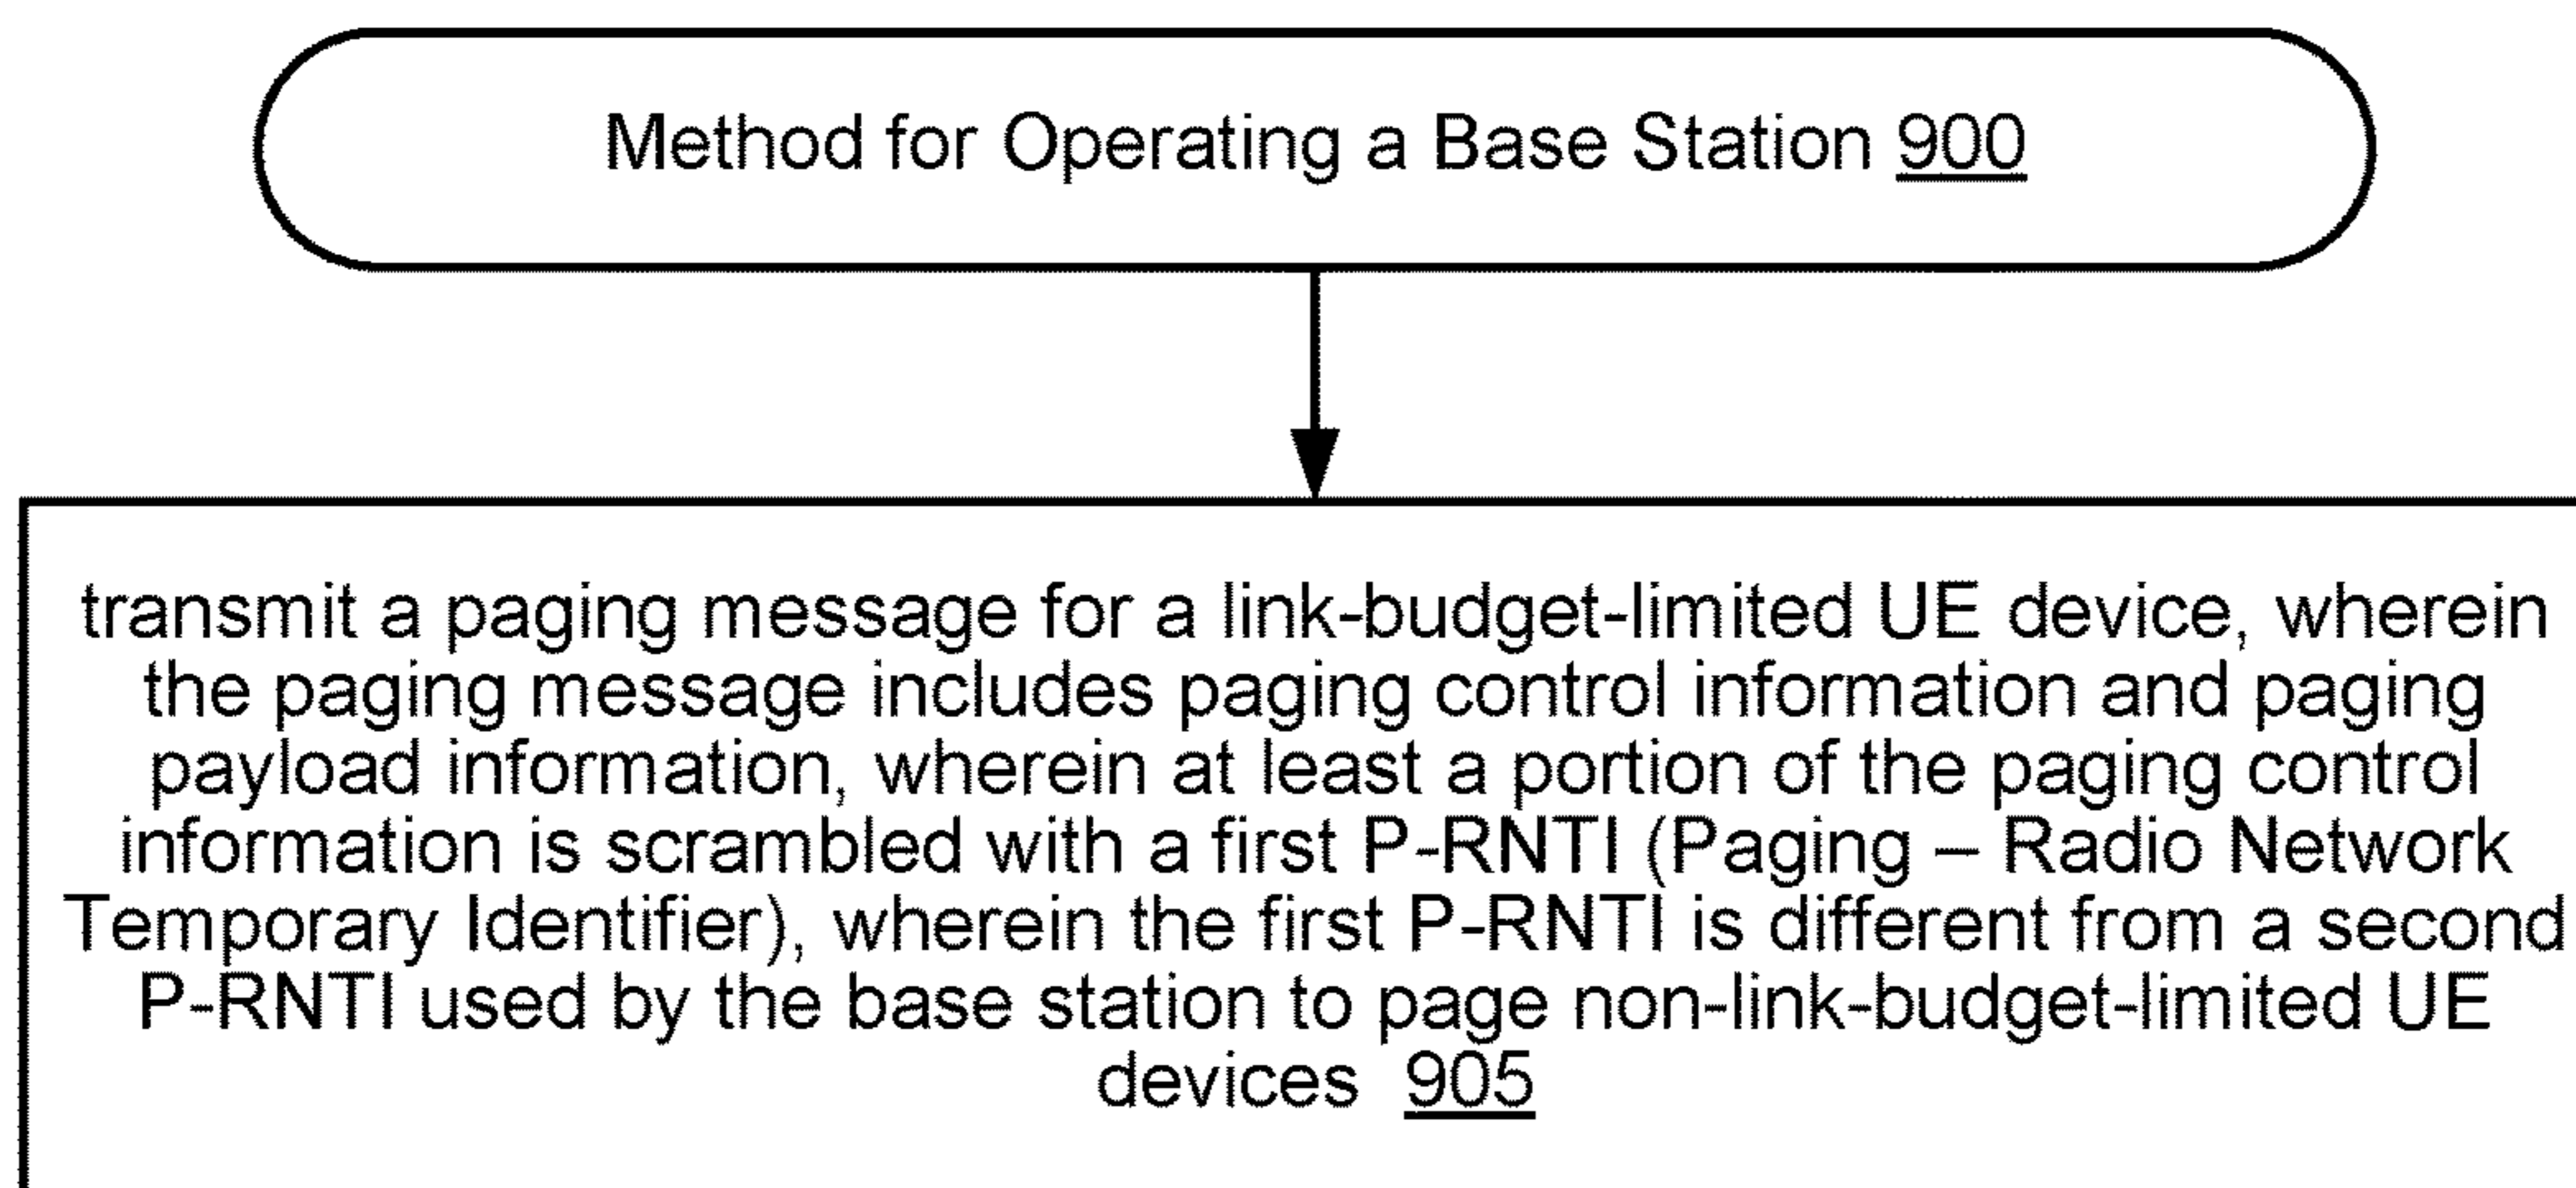 Method for Operating a Base Station 900
transmit a paging message for a link-budget-limited UE device, wherein
the paging message includes paging control information and paging
payload information, wherein at least a portion of the paging control
information is scrambled with a first P-RNTI (Paging – Radio Network
Temporary Identifier), wherein the first P-RNTI is different from a second
P-RNTI used by the base station to page non-link-budget-limited UE
devices 905